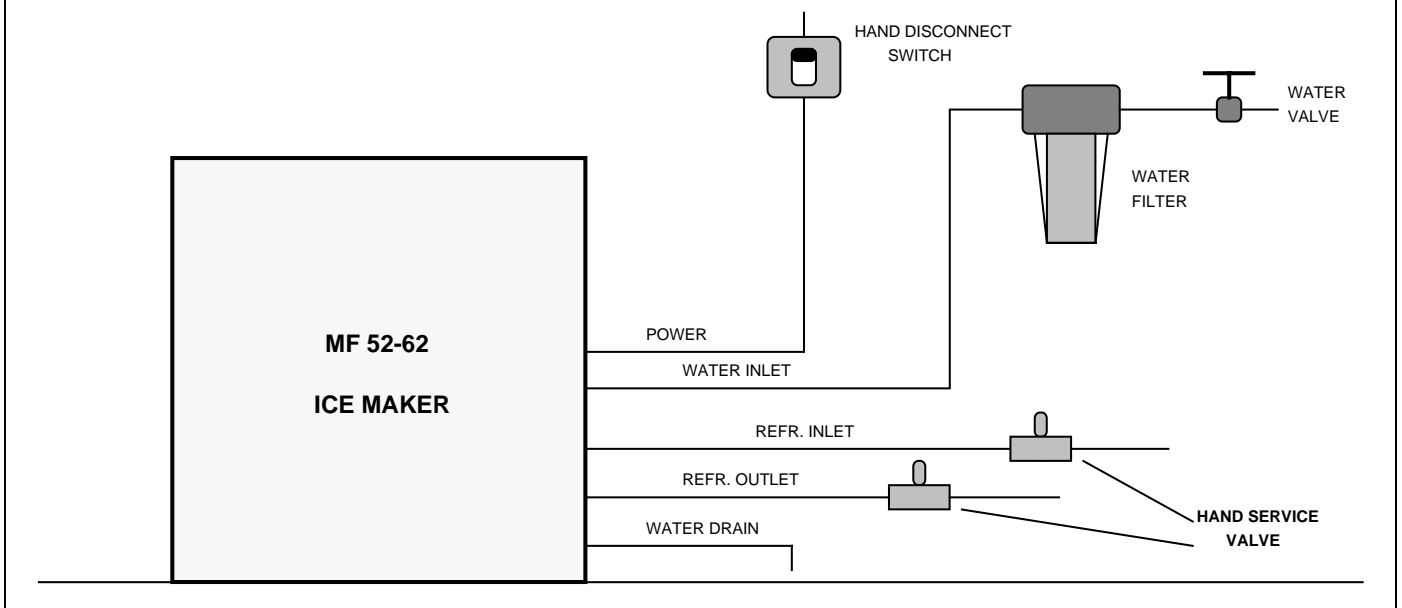 HAND DISCONNECT
SWITCH
WATER
VALVE
WATER
FILTER
POWER
MF 52-62
WATER INLET
ICE MAKER
REFR. INLET
REFR. OUTLET
HAND SERVICE
VALVE
WATER DRAIN